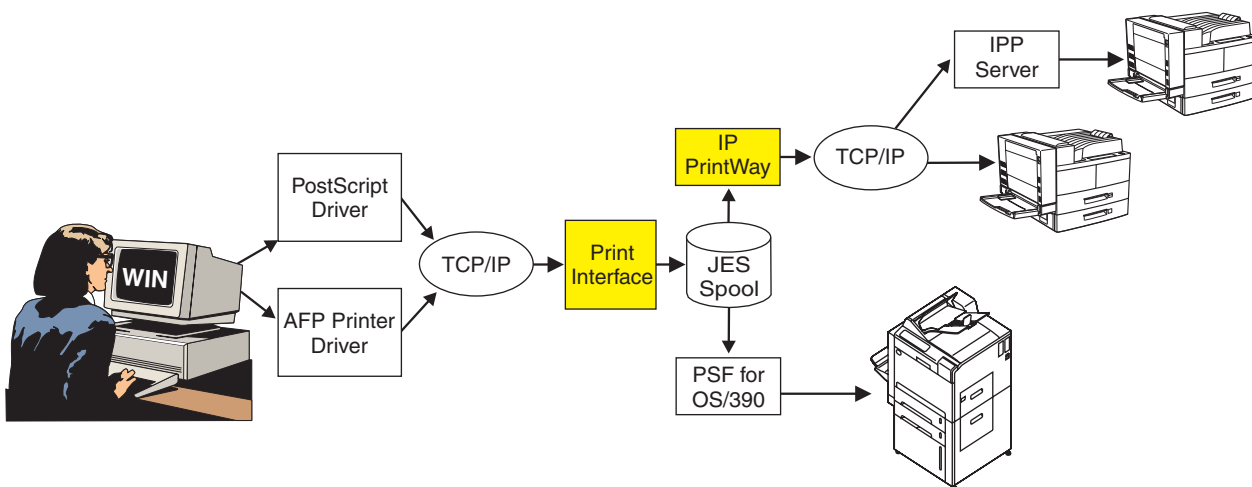 WIN
PostScript
Driver
AFP Printer
Driver
TCP/IP
Print
Interface
JES
Spool
IP
PrintWay
TCP/IP
IPP
Server
PSF for
OS/390